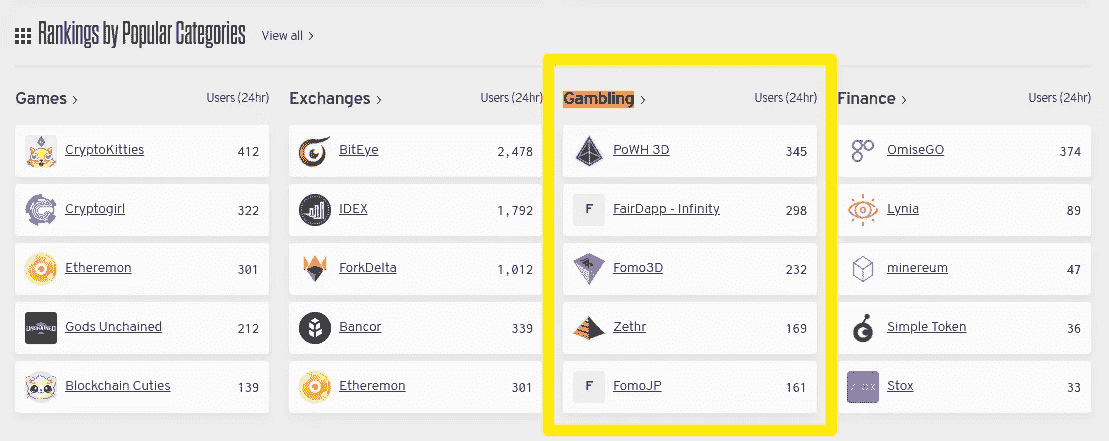 Rankings by Popular Categories View all >
Games > Users (24hr)
CryptoKitties 412
Cryptogirl 322
Etheremon 301
Gods Unchained 212
Blockchain Cuties 139
Exchanges > Users (24hr)
BitEye 2,478
IDEX 1,792
ForkDelta 1,012
Bancor 339
Etheremon 301
Gambling > Users (24hr)
PoWH 3D 345
F FairDapp - Infinity 298
Fomo3D 232
Zethr 169
F FomoJP 161
Finance > Users (24hr)
OmiseGO 374
Lynia 89
minereum 47
Simple Token 36
Stox 33